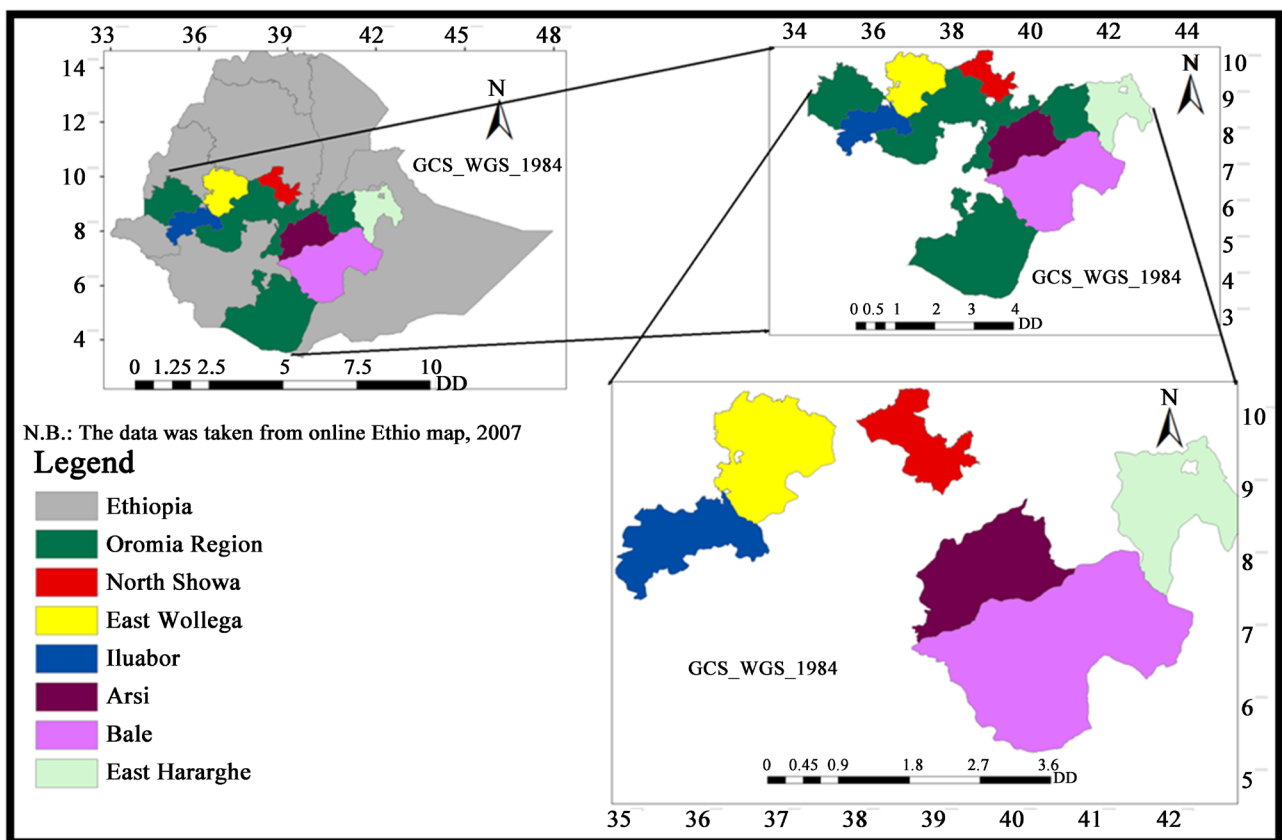 33 36 39 42 45 48
14
12
10
8
6
4
N
GCS_WGS_1984
0 1.25 2.5 5 7.5 10
DD
34 36 38 40 42 44
10
9
8
7
6
5
4
3
N
GCS_WGS_1984
0 0.5 1 2 3 4
DD
N.B.: The data was taken from online Ethio map, 2007
Legend
Ethiopia
Oromia Region
North Showa
East Wollega
Iluabor
Arsi
Bale
East Hararghe
N
10
9
8
7
6
5
GCS_WGS_1984
0 0.45 0.9 1.8 2.7 3.6
DD
35 36 37 38 39 40 41 42